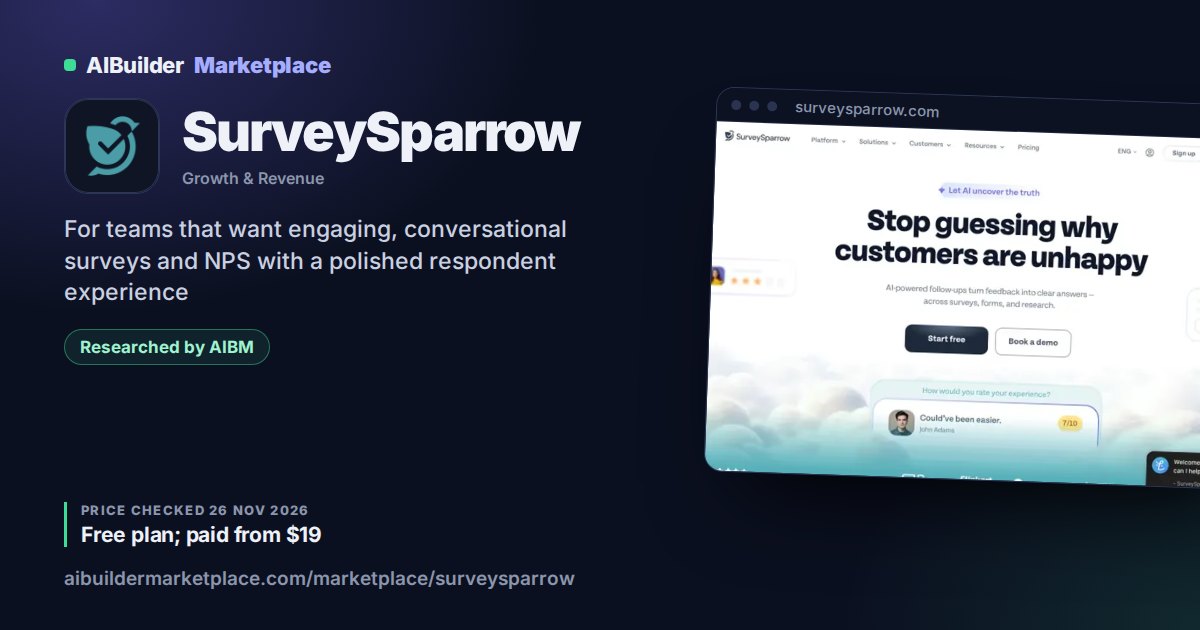 AIBuilder Marketplace
SurveySparrow
Growth & Revenue
For teams that want engaging, conversational
surveys and NPS with a polished respondent
experience
Researched by AIBM
PRICE CHECKED 26 NOV 2026
Free plan; paid from $19
aibuildermarketplace.com/marketplace/surveysparrow
surveysparrow.com
SurveySparrow Platform Solutions Customers Resources Pricing ENG Sign up
Let AI uncover the truth
Stop guessing why
customers are unhappy
AI-powered follow-ups turn feedback into clear answers —
across surveys, forms, and research.
Start free Book a demo
How would you rate your experience?
Could've been easier. 7/10
John Adams
Welcome
can I help